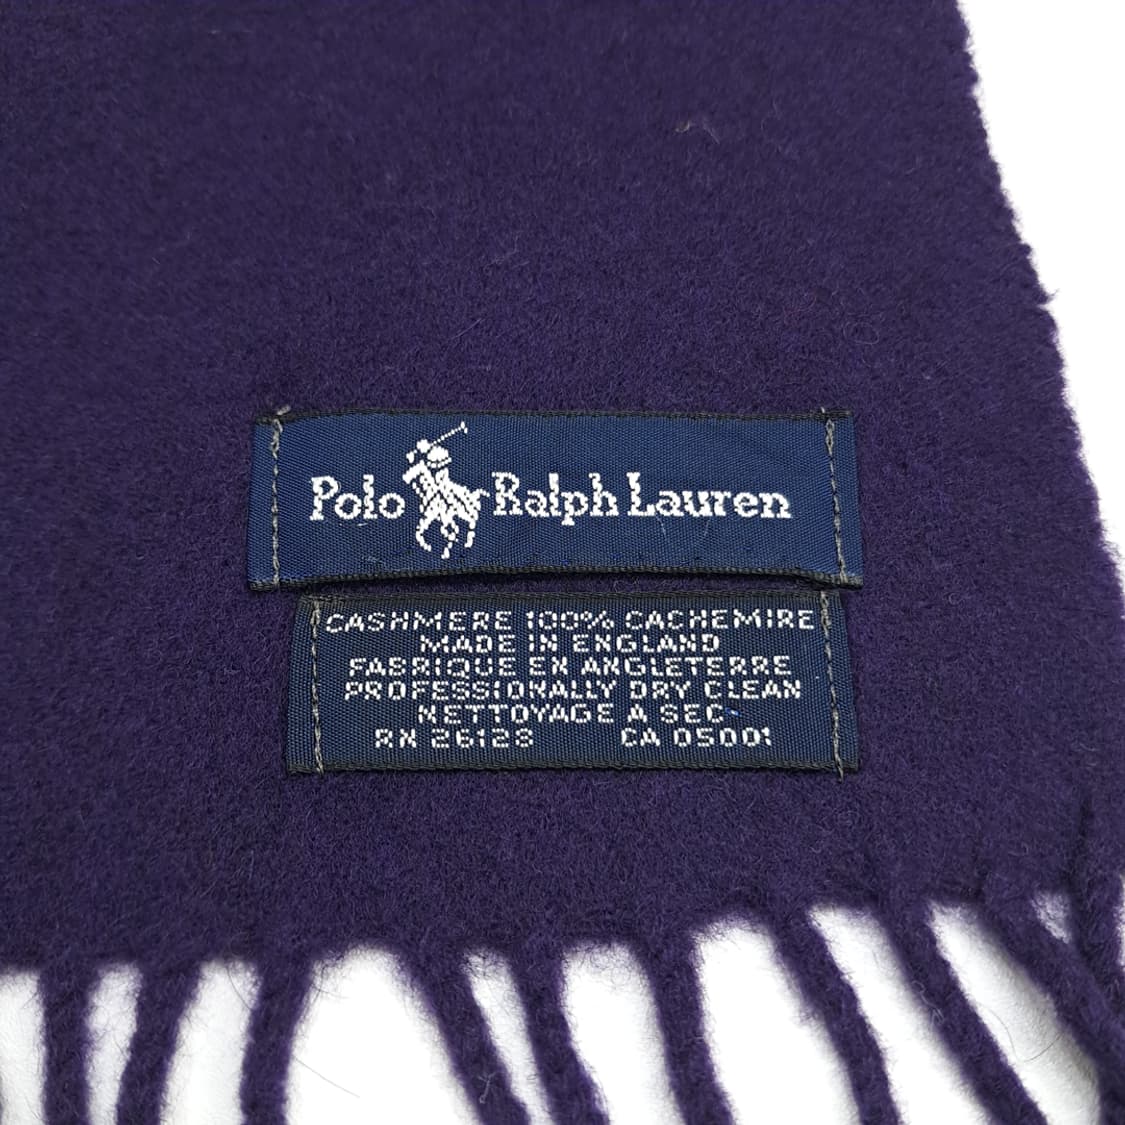 Polo Ralph Lauren
CASHMERE 100% CACHEMIRE
MADE IN ENGLAND
FABRIQUE EN ANGLETERRE
PROFESSIONALLY DRY CLEAN
NETTOYAGE A SEC
RN 26128 CA 05001